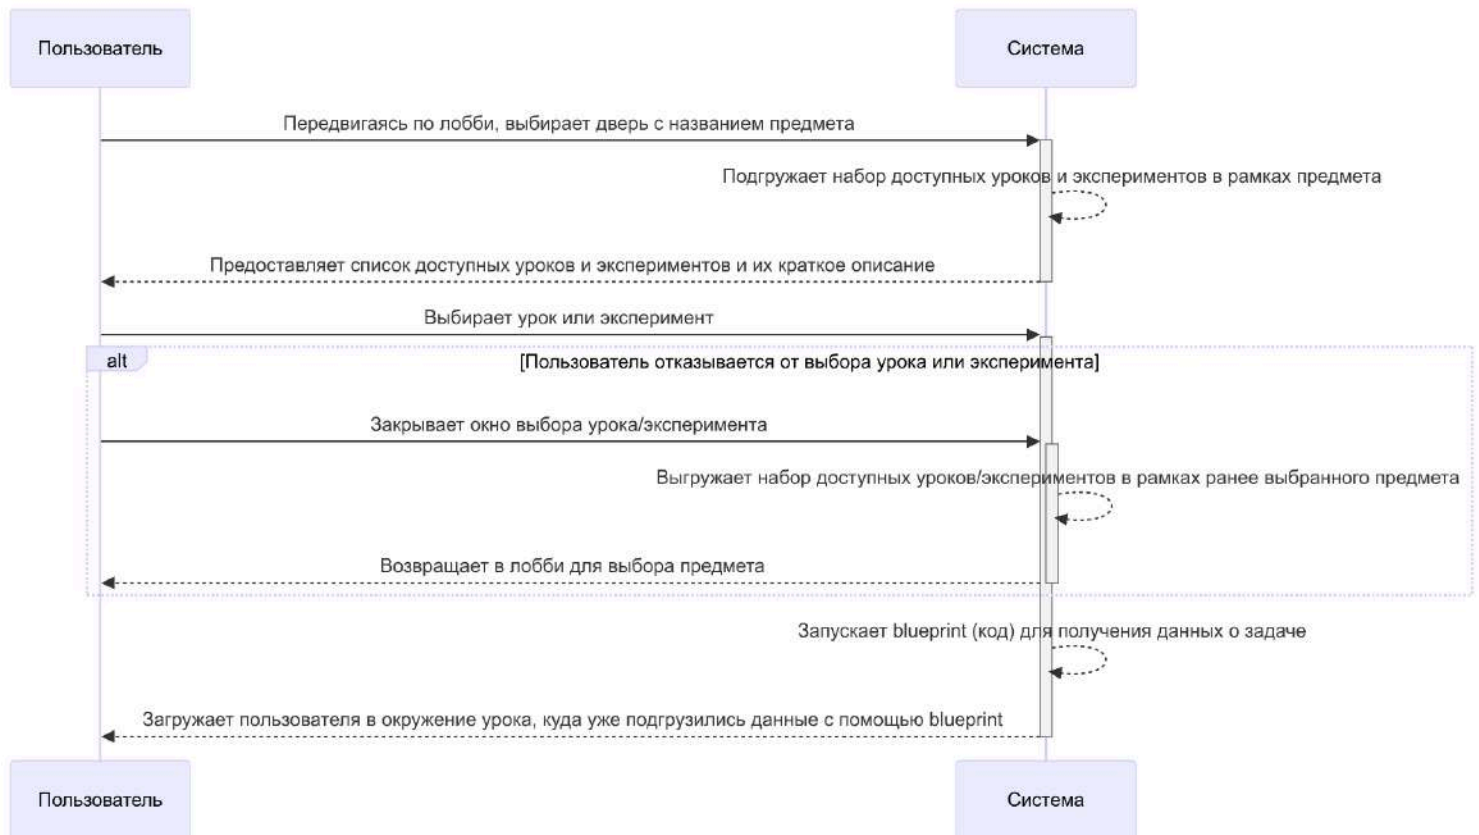 Пользователь
Система
Передвигаясь по лобби, выбирает дверь с названием предмета
Подгружает набор доступных уроков и экспериментов в рамках предмета
Предоставляет список доступных уроков и экспериментов и их краткое описание
Выбирает урок или эксперимент
alt
[Пользователь отказывается от выбора урока или эксперимента]
Закрывает окно выбора урока/эксперимента
Выгружает набор доступных уроков/экспериментов в рамках ранее выбранного предмета
Возвращает в лобби для выбора предмета
Запускает blueprint (код) для получения данных о задаче
Загружает пользователя в окружение урока, куда уже подгрузились данные с помощью blueprint
Пользователь
Система